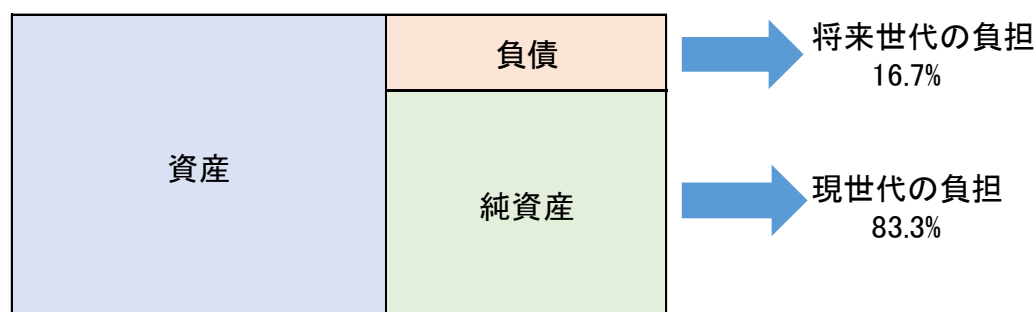 資産
負債
純資産
将来世代の負担
16.7%
現世代の負担
83.3%